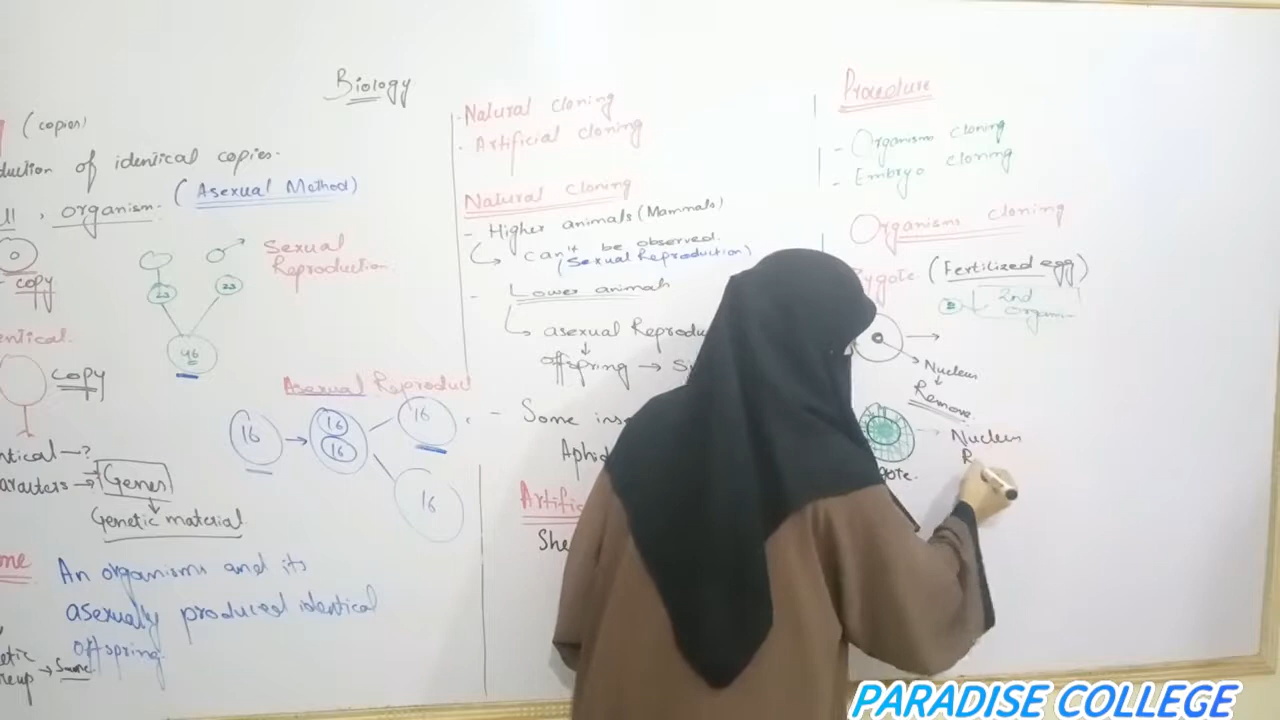 Biology
(copies)
duction of identical copies.
(Asexual Method)
, organism.
copy
Sexual
Reproduction
23
23
46
entical.
copy
Asexual Reproduct
16
16
16
16
16
ntical → ?
→ Genes
Genetic material
An organisms and its
asexually produced identical
offspring.
→ Same
- Natural cloning
- Artificial cloning
Natural cloning
- Higher animals (Mammals)
can't be observed.
(Sexual Reproduction)
- Lower animals
asexual Reprodu
offspring →
- Some ins
Aphid
Artific
She
Procedure
- Organisms cloning
- Embryo cloning
Organisms cloning
Zygote (Fertilized egg)
2nd
organism
Nucleus
Remove.
Nucleus
R
gote.
PARADISE COLLEGE